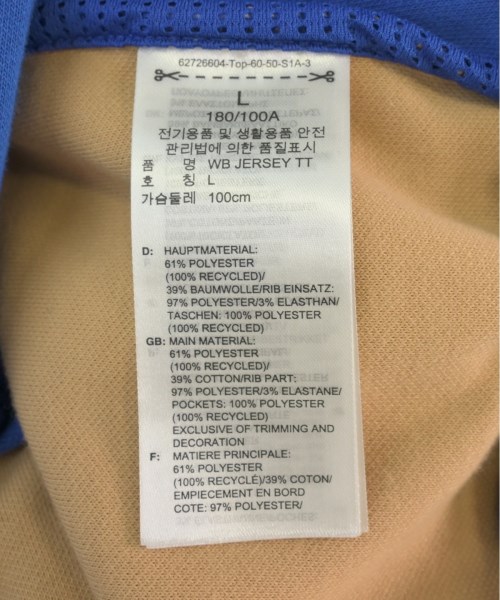 62726604-Top-60-50-S1A-3
L
180/100A
전기용품 및 생활용품 안전
관리법에 의한 품질표시
품 명 WB JERSEY TT
호 칭 L
가슴둘레 100cm
D: HAUPTMATERIAL:
61% POLYESTER
(100% RECYCLED)/
39% BAUMWOLLE/RIB EINSATZ:
97% POLYESTER/3% ELASTHAN/
TASCHEN: 100% POLYESTER
(100% RECYCLED)
GB: MAIN MATERIAL:
61% POLYESTER
(100% RECYCLED)/
39% COTTON/RIB PART:
97% POLYESTER/3% ELASTANE/
POCKETS: 100% POLYESTER
(100% RECYCLED)
EXCLUSIVE OF TRIMMING AND
DECORATION
F: MATIERE PRINCIPALE:
61% POLYESTER
(100% RECYCLÉ)/39% COTON/
EMPIECEMENT EN BORD
COTE: 97% POLYESTER/